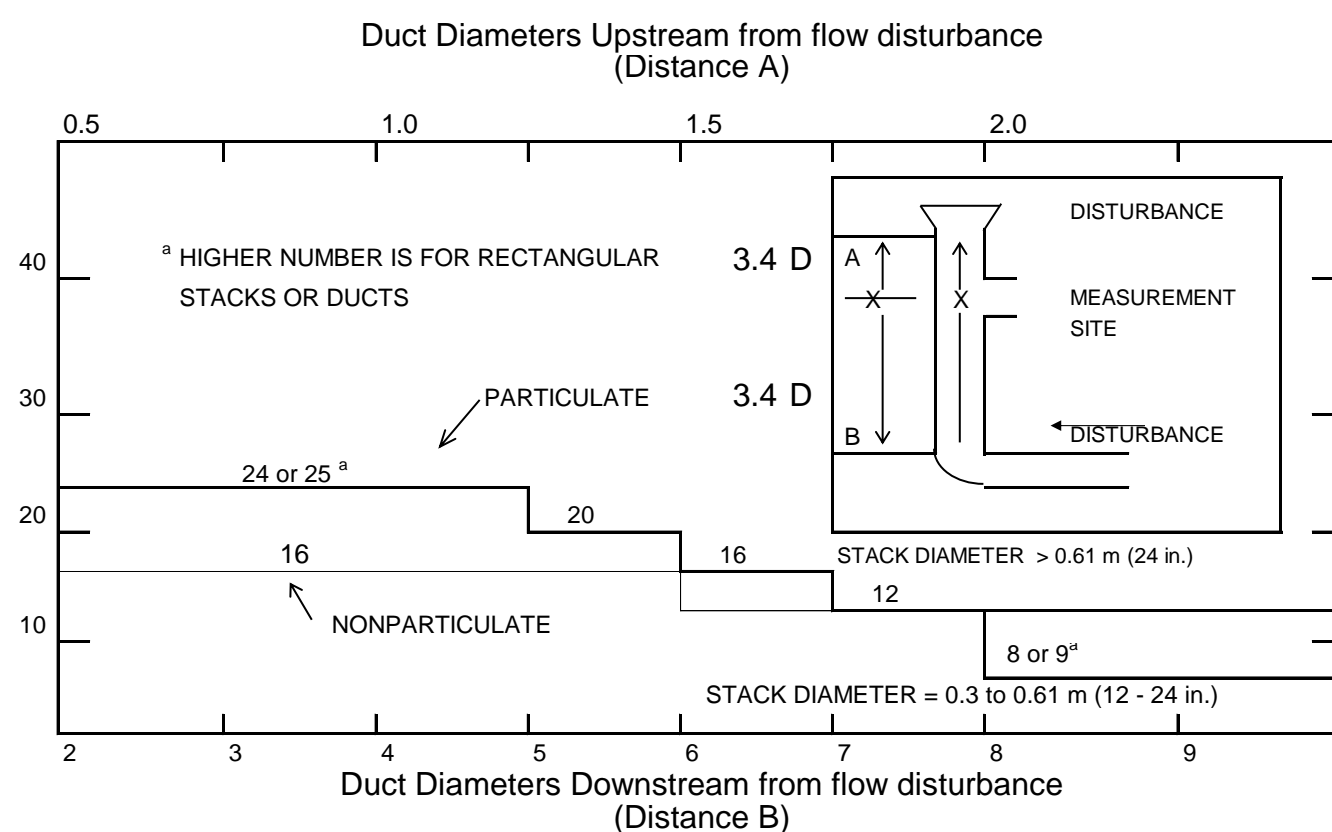 Duct Diameters Upstream from flow disturbance
(Distance A)
0.5 1.0 1.5 2.0
40
30
20
10
a HIGHER NUMBER IS FOR RECTANGULAR
STACKS OR DUCTS
PARTICULATE
24 or 25 a
20
16
16
12
NONPARTICULATE
8 or 9a
3.4 D
3.4 D
A
X X
B
DISTURBANCE
MEASUREMENT
SITE
DISTURBANCE
STACK DIAMETER > 0.61 m (24 in.)
STACK DIAMETER = 0.3 to 0.61 m (12 - 24 in.)
2 3 4 5 6 7 8 9
Duct Diameters Downstream from flow disturbance
(Distance B)